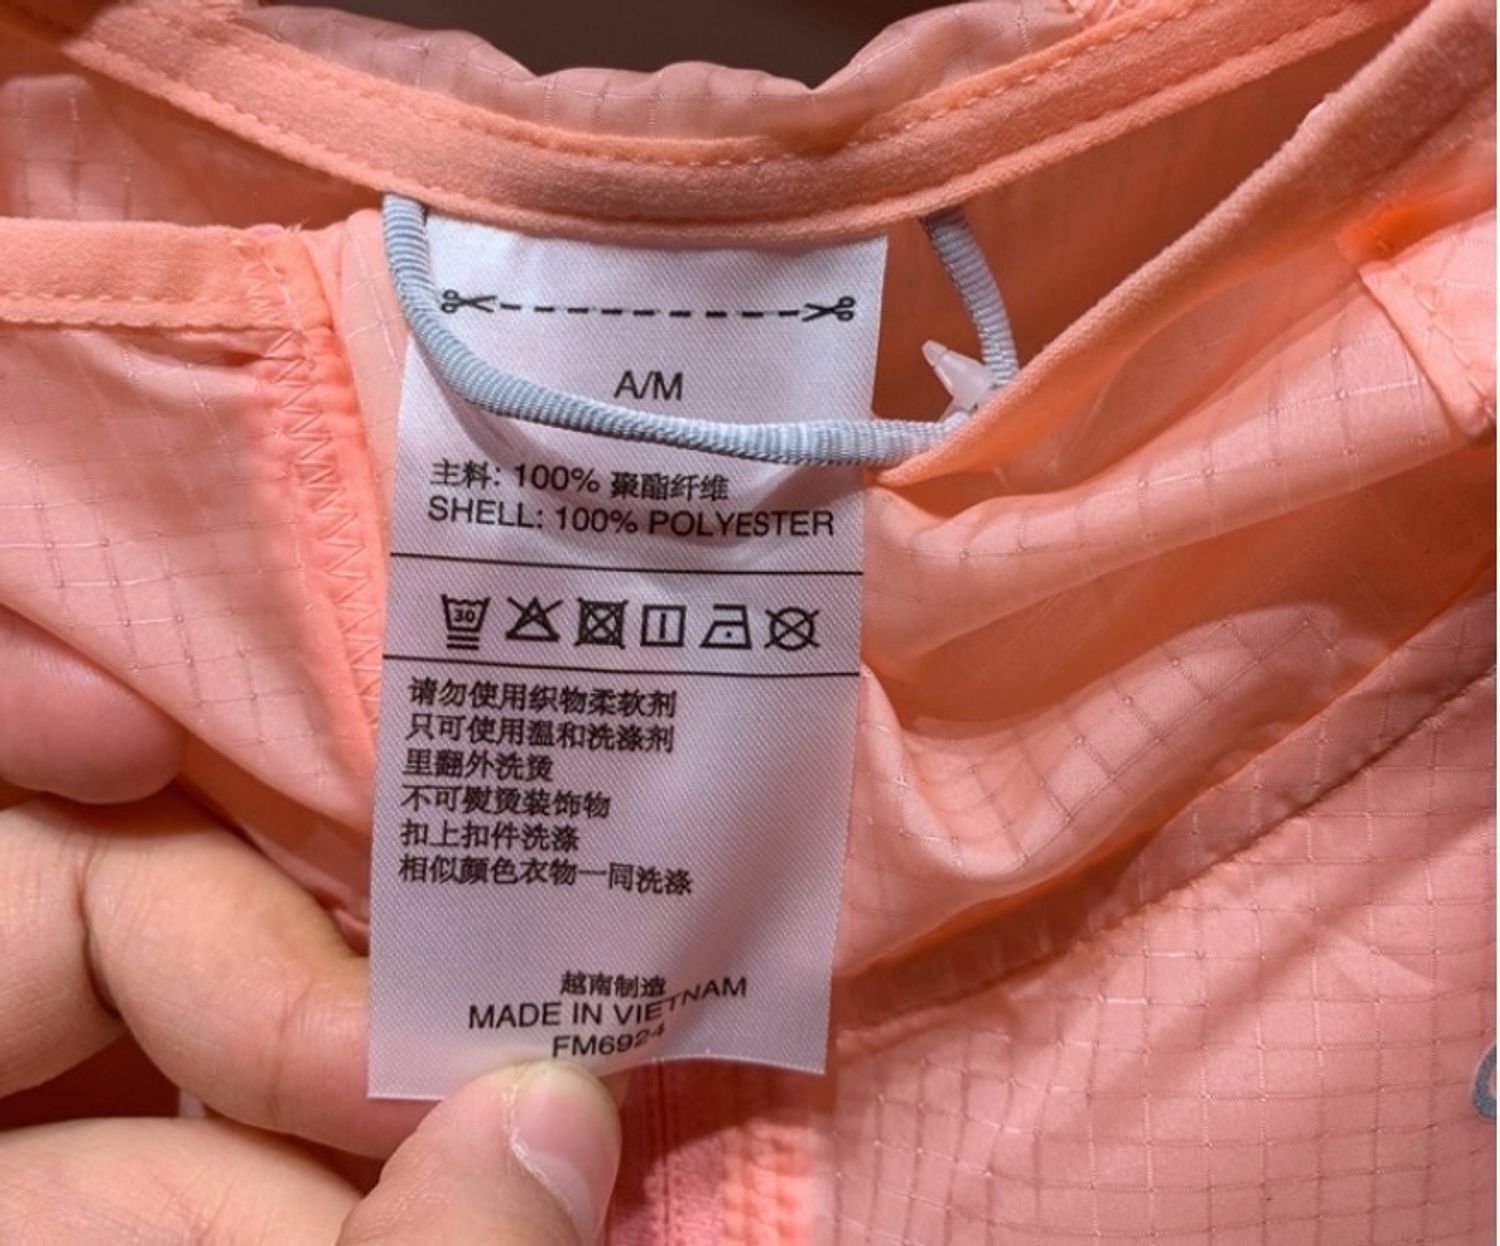 A/M
主料: 100% 聚酯纤维
SHELL: 100% POLYESTER
30
请勿使用织物柔软剂
只可使用温和洗涤剂
里翻外洗烫
不可熨烫装饰物
扣上扣件洗涤
相似颜色衣物一同洗涤
越南制造
MADE IN VIETNAM
FM6924